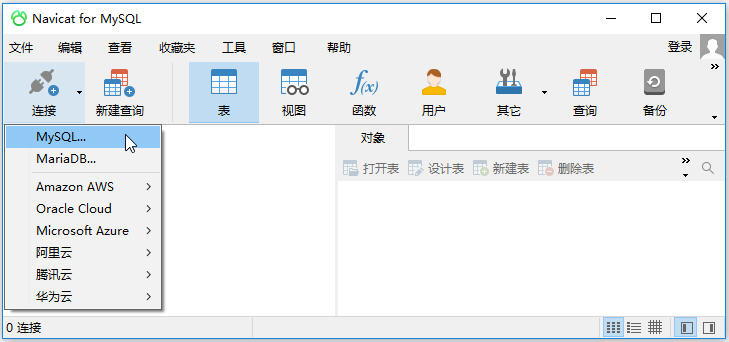 Navicat for MySQL
文件 编辑 查看 收藏夹 工具 窗口 帮助 登录
连接 新建查询 表 视图 f(x) 函数 用户 其它 查询 备份
MySQL...
MariaDB...
Amazon AWS
Oracle Cloud
Microsoft Azure
阿里云
腾讯云
华为云
对象
打开表 设计表 新建表 删除表
0 连接